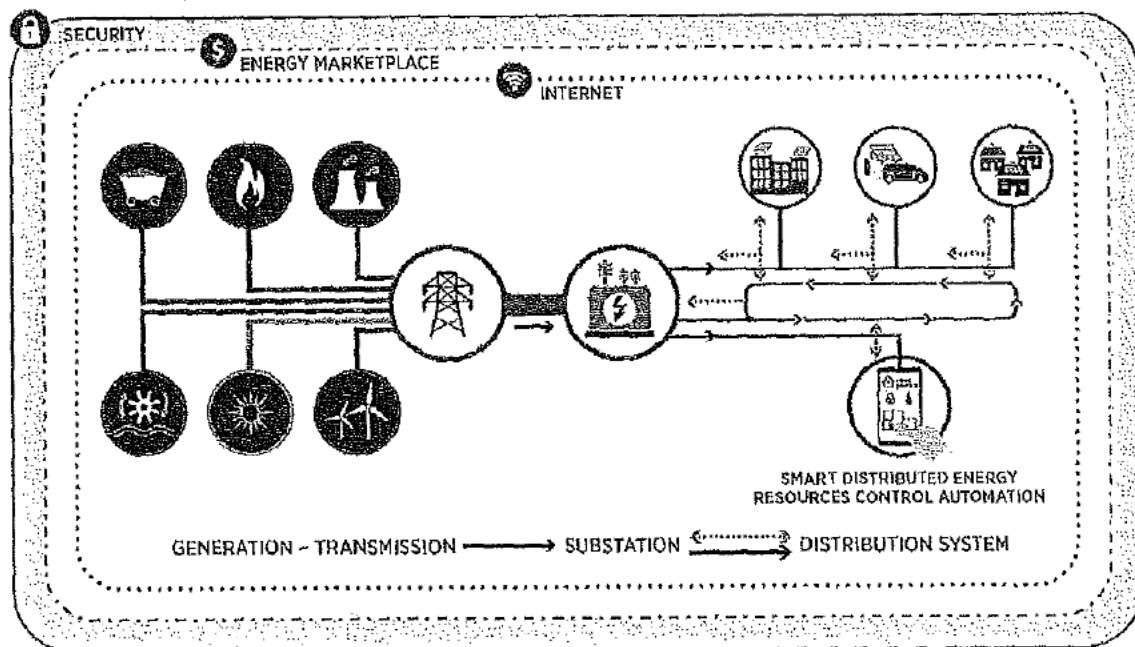 SECURITY
$
ENERGY MARKETPLACE
INTERNET
SMART DISTRIBUTED ENERGY
RESOURCES CONTROL AUTOMATION
GENERATION – TRANSMISSION SUBSTATION DISTRIBUTION SYSTEM